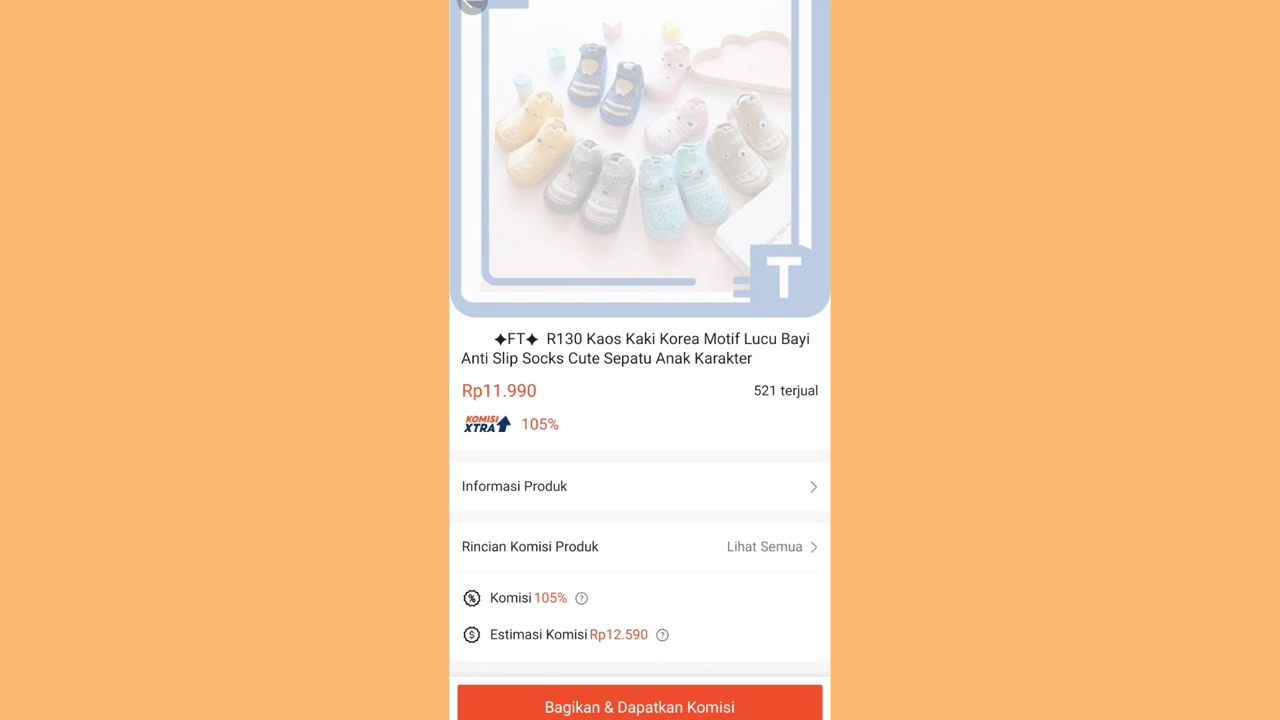 T
✦FT✦ R130 Kaos Kaki Korea Motif Lucu Bayi
Anti Slip Socks Cute Sepatu Anak Karakter
Rp11.990
521 terjual
KOMISI
XTRA
105%
Informasi Produk
Rincian Komisi Produk
Lihat Semua
Komisi 105%
Estimasi Komisi Rp12.590
Bagikan & Dapatkan Komisi